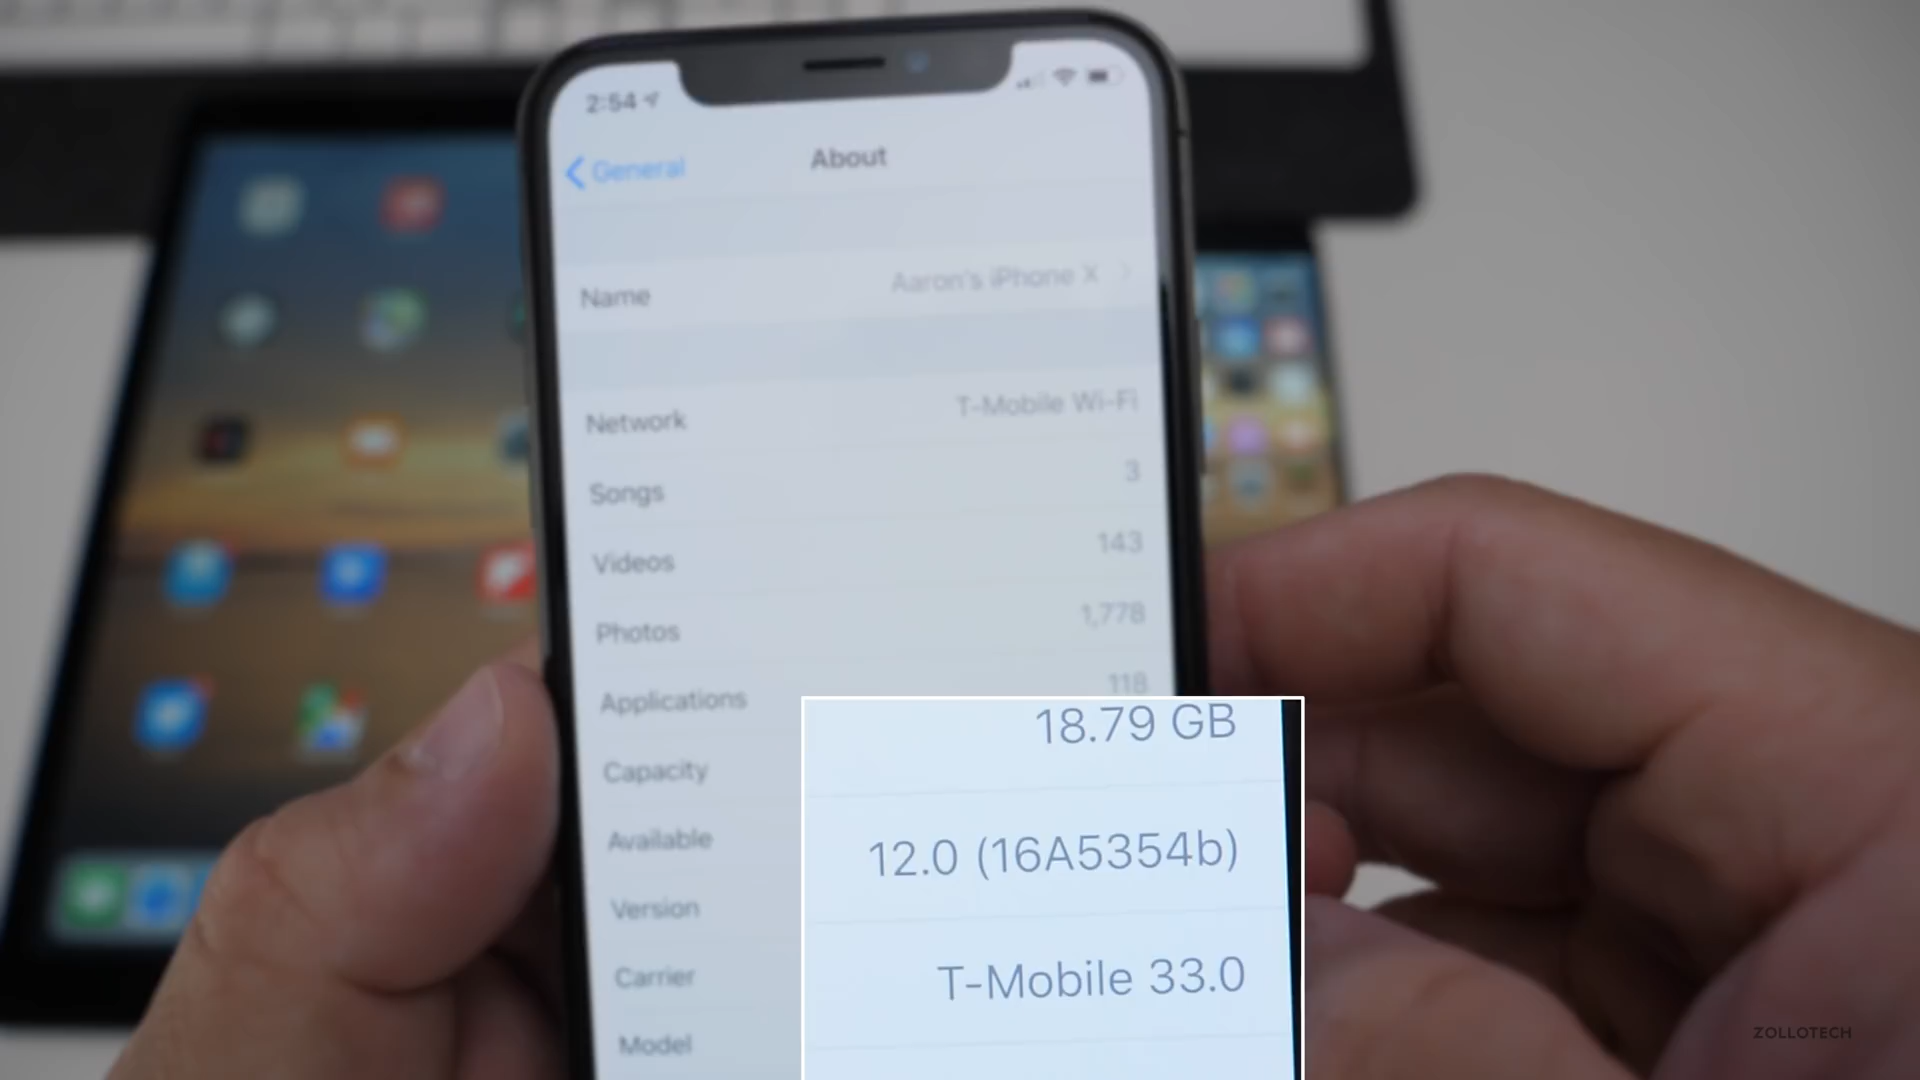 2:54
General
About
Name
Aaron's iPhone X
Network
T-Mobile Wi-Fi
Songs
3
Videos
143
Photos
1,778
Applications
118
Capacity
18.79 GB
Available
12.0 (16A5354b)
Version
T-Mobile 33.0
Carrier
Model
ZOLLOTECH